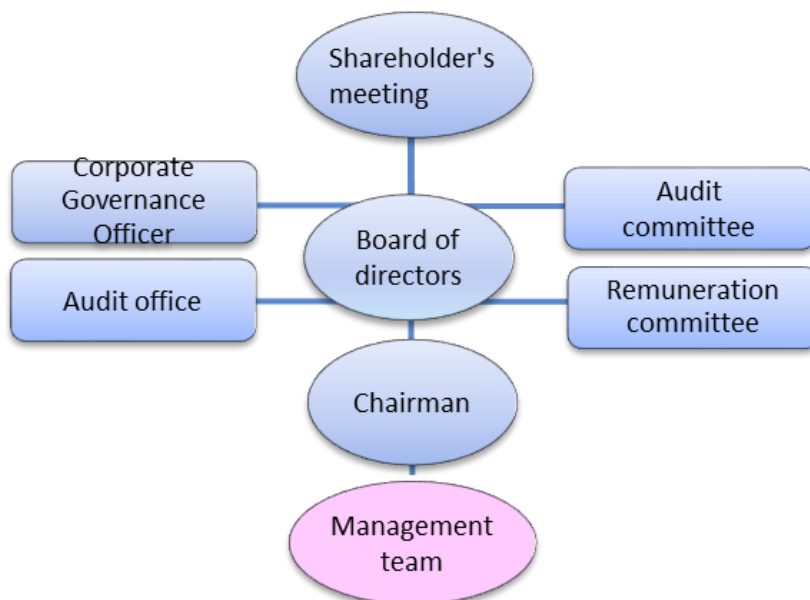 Shareholder's
meeting
Corporate
Governance
Officer
Audit
committee
Board of
directors
Audit office
Remuneration
committee
Chairman
Management
team